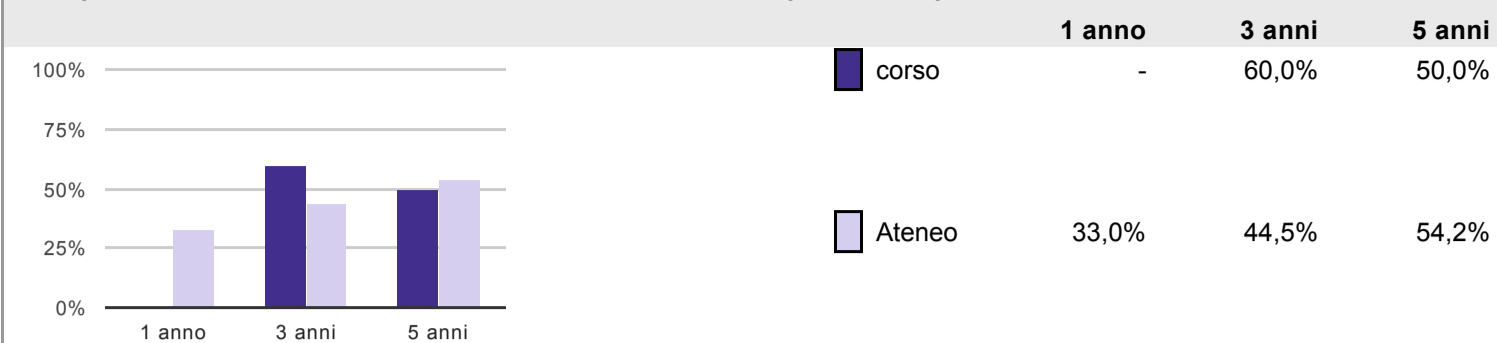 1 anno 3 anni 5 anni
100%
75%
50%
25%
0%
1 anno 3 anni 5 anni
corso - 60,0% 50,0%
Ateneo 33,0% 44,5% 54,2%